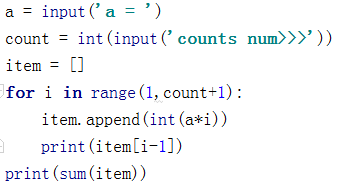 a = input('a = ')
count = int(input('counts num>>>'))
item = []
for i in range(1,count+1):
    item.append(int(a*i))
    print(item[i-1])
print(sum(item))